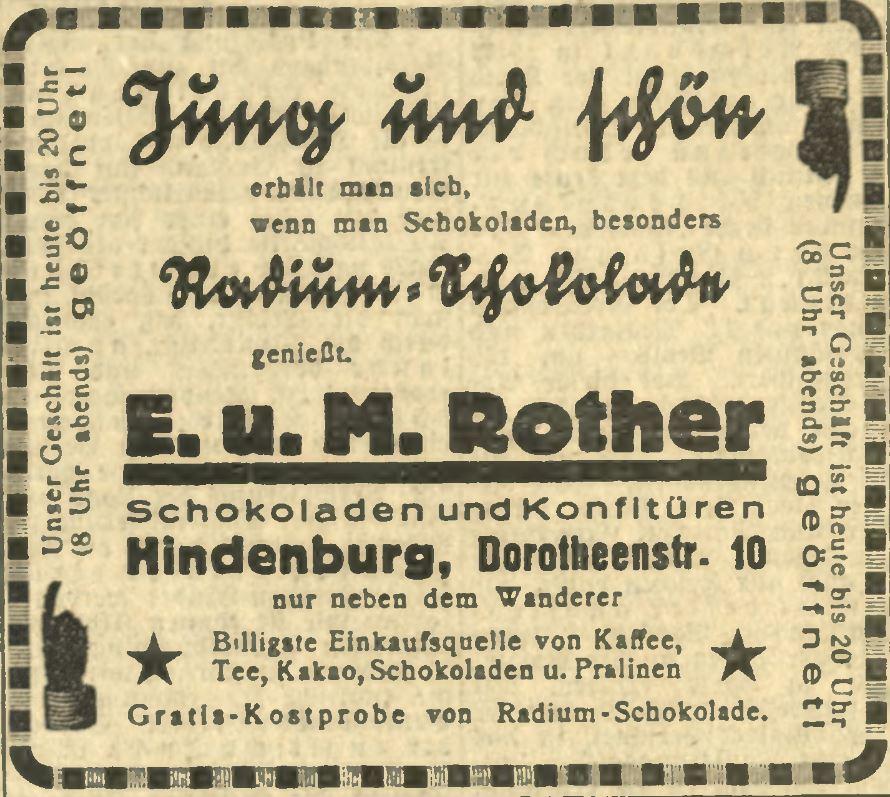 Jung und schön
erhält man sich,
wenn man Schokoladen, besonders
Radium-Schokolade
genießt.
E. u. M. Rother
Schokoladen und Konfitüren
Hindenburg, Dorotheenstr. 10
nur neben dem Wanderer
Billigste Einkaufsquelle von Kaffee,
Tee, Kakao, Schokoladen u. Pralinen
Gratis-Kostprobe von Radium-Schokolade.
Unser Geschäft ist heute bis 20 Uhr
(8 Uhr abends) geöffnet!
Unser Geschäft ist heute bis 20 Uhr
(8 Uhr abends) geöffnet!